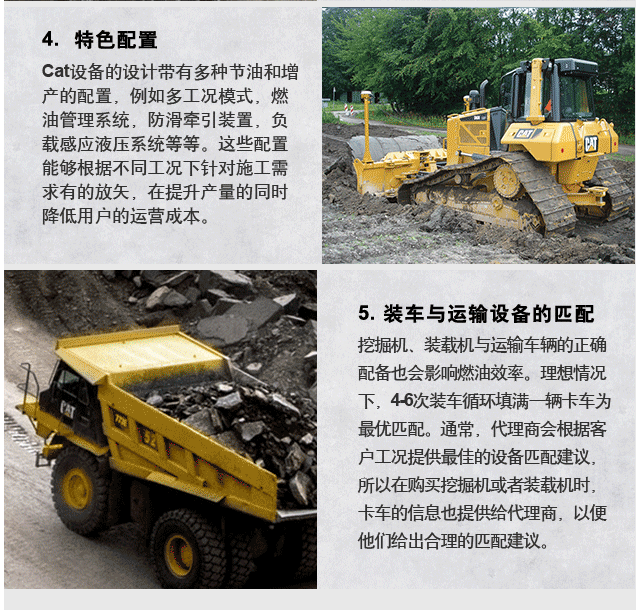 4. 特色配置
Cat设备的设计带有多种节油和增
产的配置，例如多工况模式，燃
油管理系统，防滑牵引装置，负
载感应液压系统等等。这些配置
能够根据不同工况下针对施工需
求有的放矢，在提升产量的同时
降低用户的运营成本。
CAT
CAT
CAT
5. 装车与运输设备的匹配
挖掘机、装载机与运输车辆的正确
配备也会影响燃油效率。理想情况
下，4-6次装车循环填满一辆卡车为
最优匹配。通常，代理商会根据客
户工况提供最佳的设备匹配建议，
所以在购买挖掘机或者装载机时，
卡车的信息也提供给代理商，以便
他们给出合理的匹配建议。